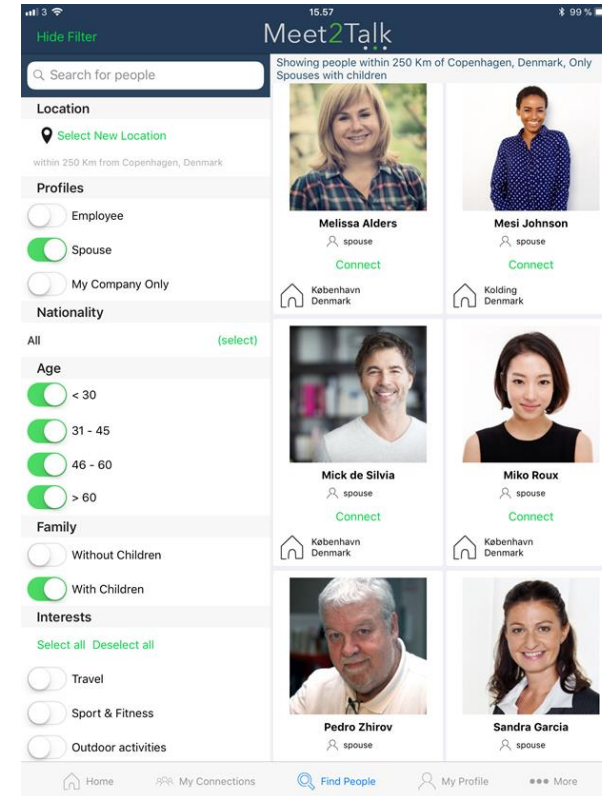 3 15.57 99 %
Hide Filter Meet2Talk
Search for people
Showing people within 250 Km of Copenhagen, Denmark, Only
Spouses with children
Location
Select New Location
within 250 Km from Copenhagen, Denmark
Profiles
Employee
Spouse
My Company Only
Nationality
All (select)
Age
< 30
31 - 45
46 - 60
> 60
Family
Without Children
With Children
Interests
Select all Deselect all
Travel
Sport & Fitness
Outdoor activities
Melissa Alders
spouse
Connect
København
Denmark
Mesi Johnson
spouse
Connect
Kolding
Denmark
Mick de Silvia
spouse
Connect
København
Denmark
Miko Roux
spouse
Connect
København
Denmark
Pedro Zhirov
spouse
Sandra Garcia
spouse
Home My Connections Find People My Profile More